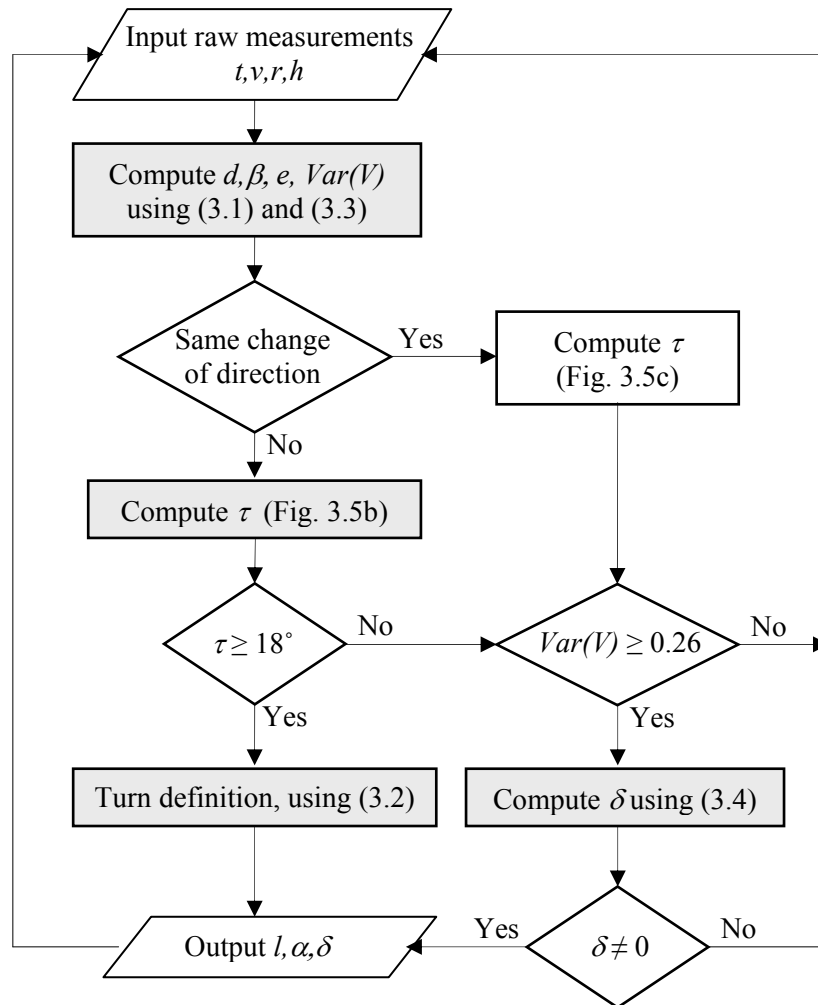 Input raw measurements
t,v,r,h
Compute d,β, e, Var(V)
using (3.1) and (3.3)
Same change
of direction
Yes
Compute τ
(Fig. 3.5c)
No
Compute τ (Fig. 3.5b)
τ ≥ 18°
No
Var(V) ≥ 0.26
No
Yes
Yes
Turn definition, using (3.2)
Compute δ using (3.4)
Output l, α, δ
Yes
δ ≠ 0
No